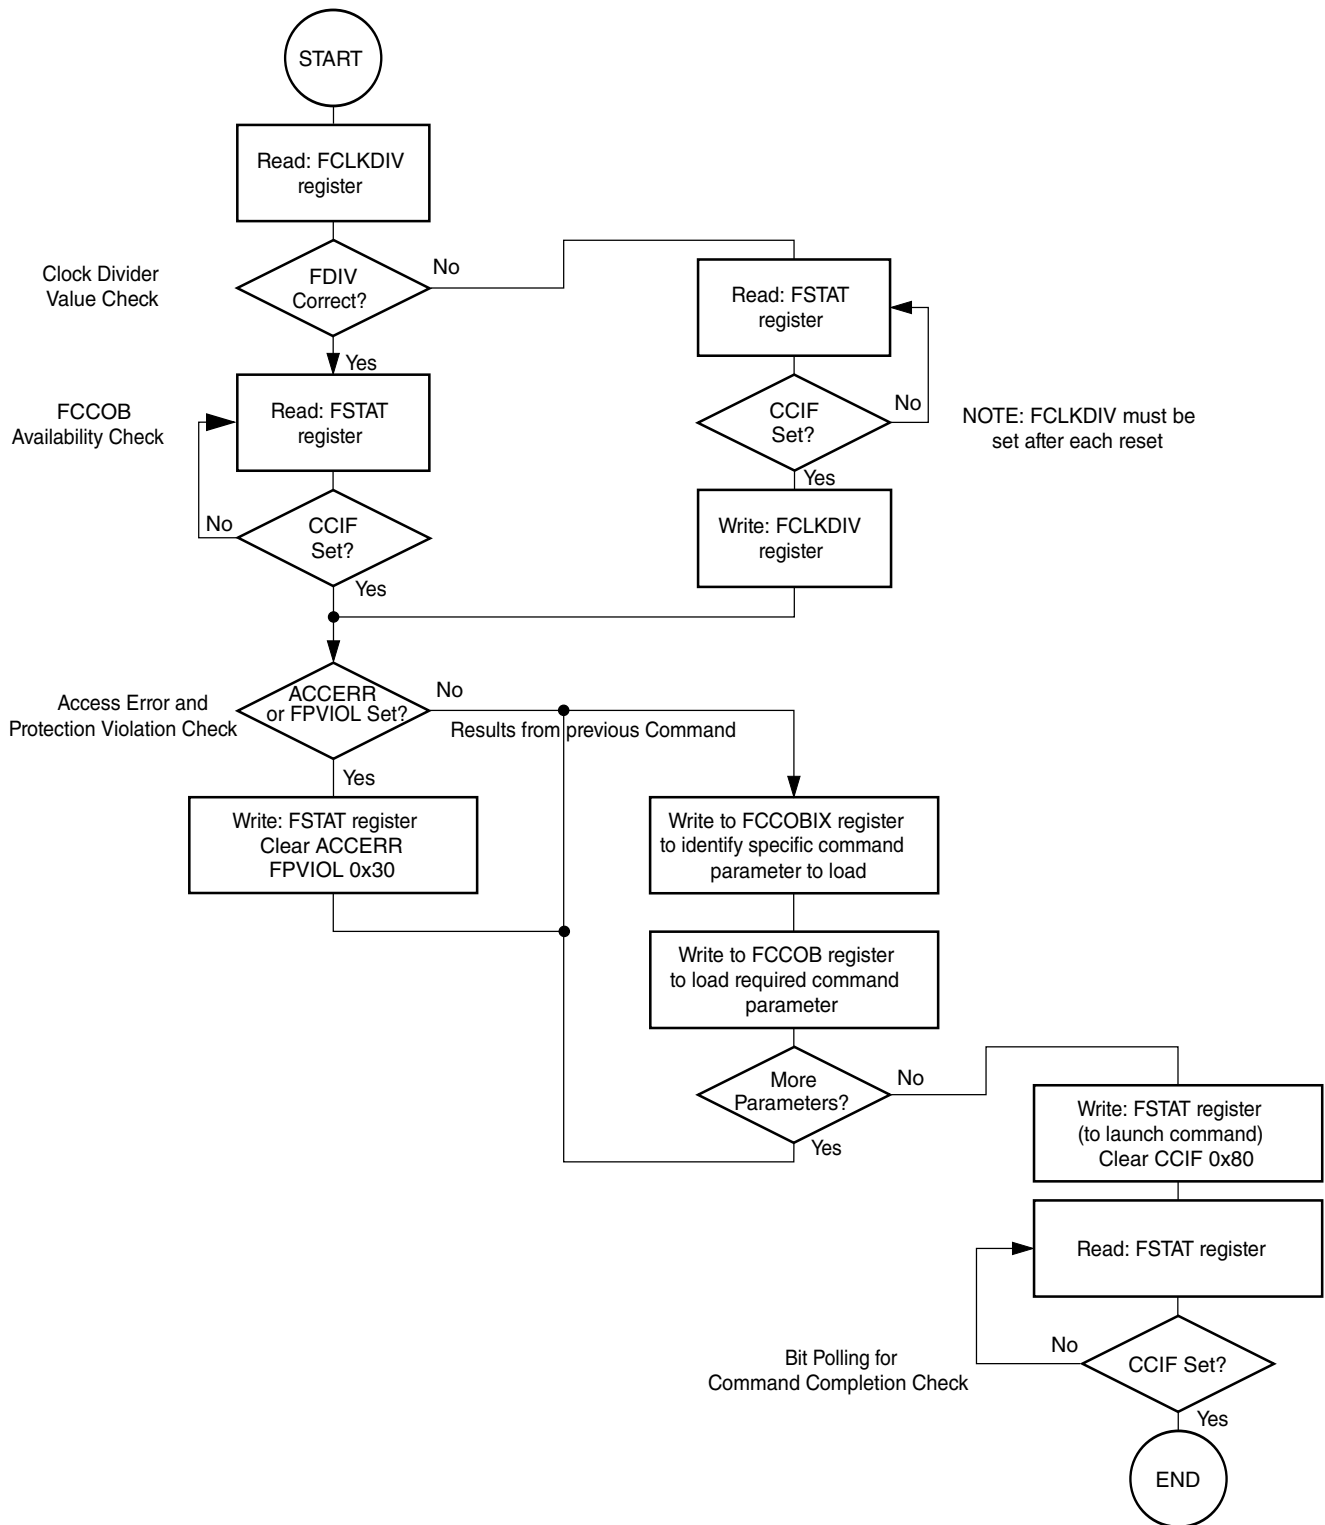 START
Read: FCLKDIV
register
Clock Divider
Value Check
FDIV
Correct?
No
Yes
Read: FSTAT
register
CCIF
Set?
No
Yes
NOTE: FCLKDIV must be
set after each reset
Write: FCLKDIV
register
FCCOB
Availability Check
Read: FSTAT
register
No
CCIF
Set?
Yes
Access Error and
Protection Violation Check
ACCERR
or FPVIOL Set?
No
Results from previous Command
Yes
Write: FSTAT register
Clear ACCERR
FPVIOL 0x30
Write to FCCOBIX register
to identify specific command
parameter to load
Write to FCCOB register
to load required command
parameter
More
Parameters?
No
Yes
Write: FSTAT register
(to launch command)
Clear CCIF 0x80
Read: FSTAT register
Bit Polling for
Command Completion Check
No
CCIF Set?
Yes
END